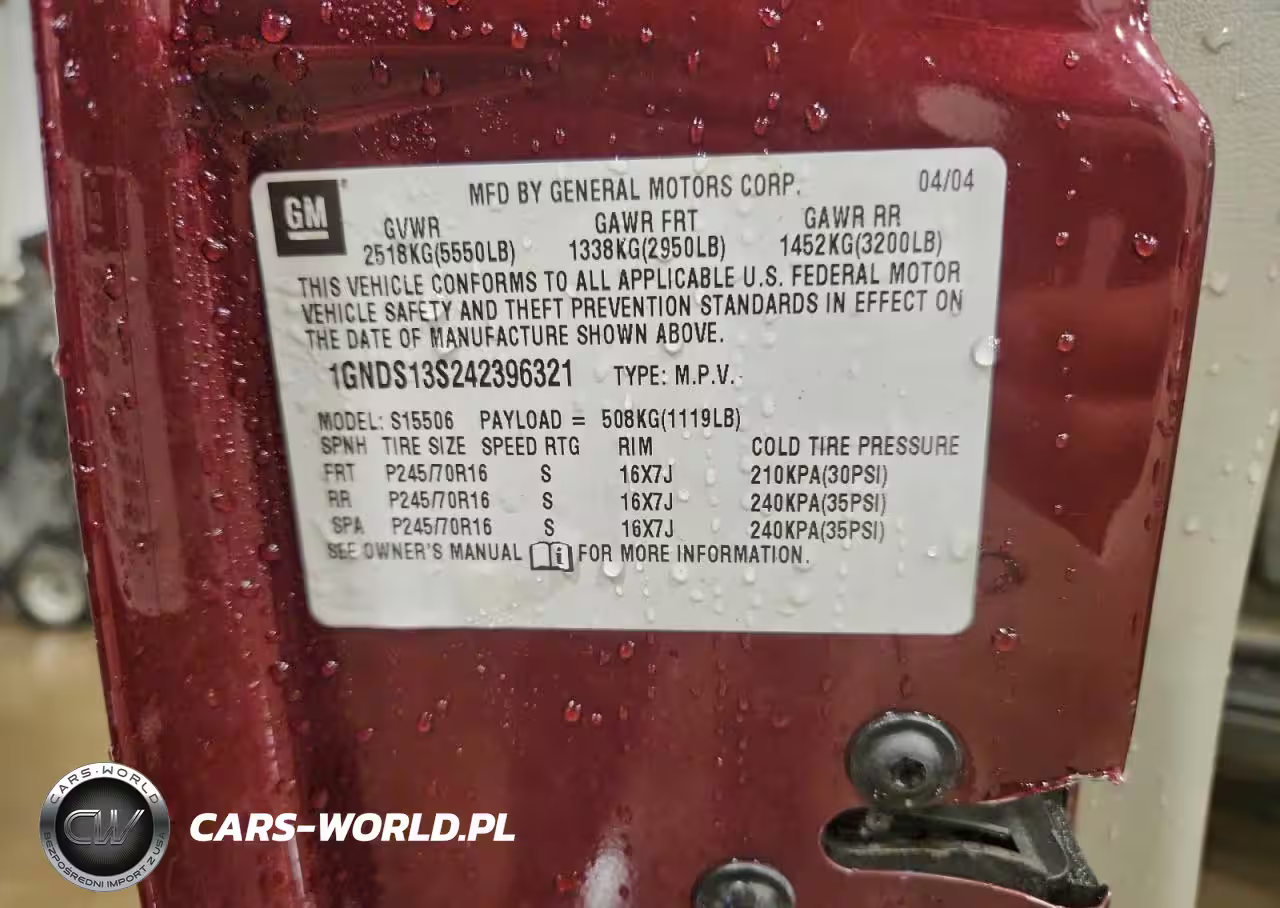 GM
MFD BY GENERAL MOTORS CORP. 04/04
GVWR GAWR FRT GAWR RR
2518KG(5550LB) 1338KG(2950LB) 1452KG(3200LB)
THIS VEHICLE CONFORMS TO ALL APPLICABLE U.S. FEDERAL MOTOR
VEHICLE SAFETY AND THEFT PREVENTION STANDARDS IN EFFECT ON
THE DATE OF MANUFACTURE SHOWN ABOVE.
1GNDS13S242396321 TYPE: M.P.V.
MODEL: S15506 PAYLOAD = 508KG(1119LB)
SPNH TIRE SIZE SPEED RTG RIM COLD TIRE PRESSURE
FRT P245/70R16 S 16X7J 210KPA(30PSI)
RR P245/70R16 S 16X7J 240KPA(35PSI)
SPA P245/70R16 S 16X7J 240KPA(35PSI)
SEE OWNER'S MANUAL FOR MORE INFORMATION.
CARS-WORLD
CW
BEZPOŚREDNI IMPORT Z USA
CARS-WORLD.PL